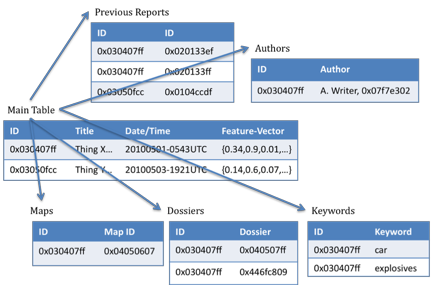 Previous Reports
ID ID
0x030407ff 0x020133ef
0x030407ff 0x020133ff
0x03050fcc 0x0104ccdf
Authors
ID Author
0x030407ff A. Writer, 0x07f7e302
Main Table
ID Title Date/Time Feature-Vector
0x030407ff Thing X... 20100501-0543UTC {0.34,0.9,0.01,...}
0x03050fcc Thing Y... 20100503-1921UTC {0.14,0.6,0.07,...}
Maps
ID Map ID
0x030407ff 0x04050607
Dossiers
ID Dossier
0x030407ff 0x040507ff
0x030407ff 0x446fc809
Keywords
ID Keyword
0x030407ff car
0x030407ff explosives